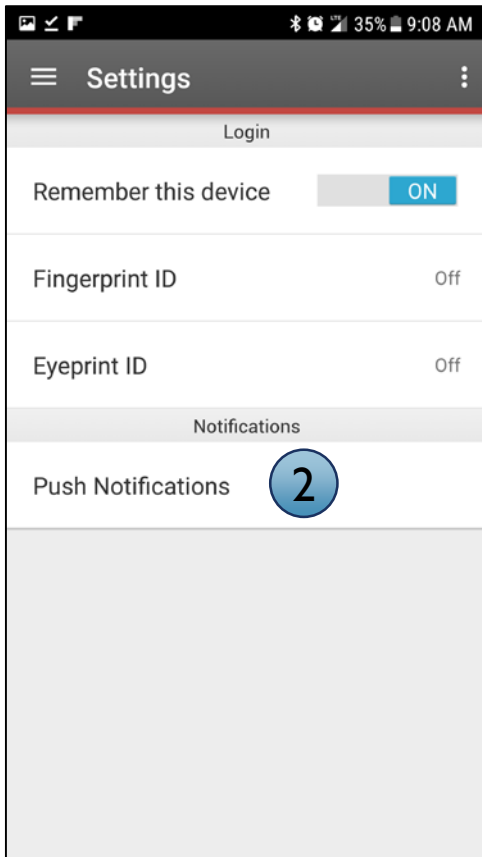 35% 9:08 AM
Settings
Login
Remember this device ON
Fingerprint ID Off
Eyeprint ID Off
Notifications
Push Notifications 2